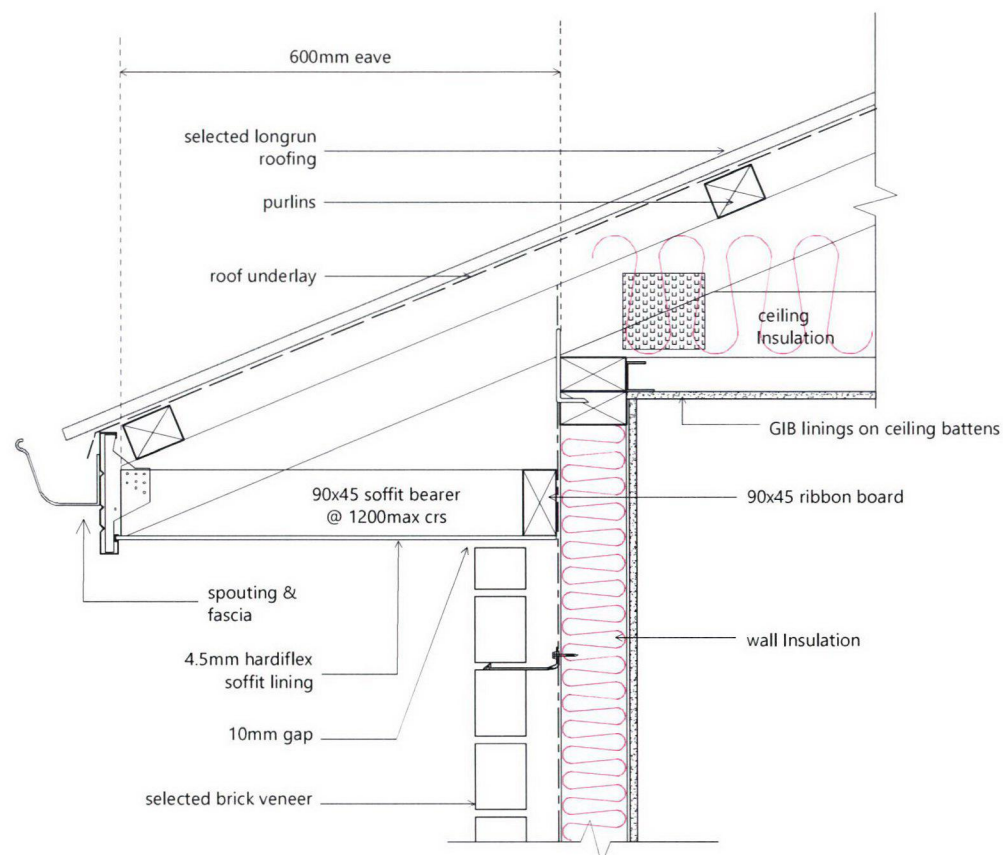 600mm eave
selected longrun
roofing
purlins
roof underlay
ceiling
Insulation
GIB linings on ceiling battens
90x45 soffit bearer
@ 1200max crs
90x45 ribbon board
spouting &
fascia
4.5mm hardiflex
soffit lining
wall Insulation
10mm gap
selected brick veneer